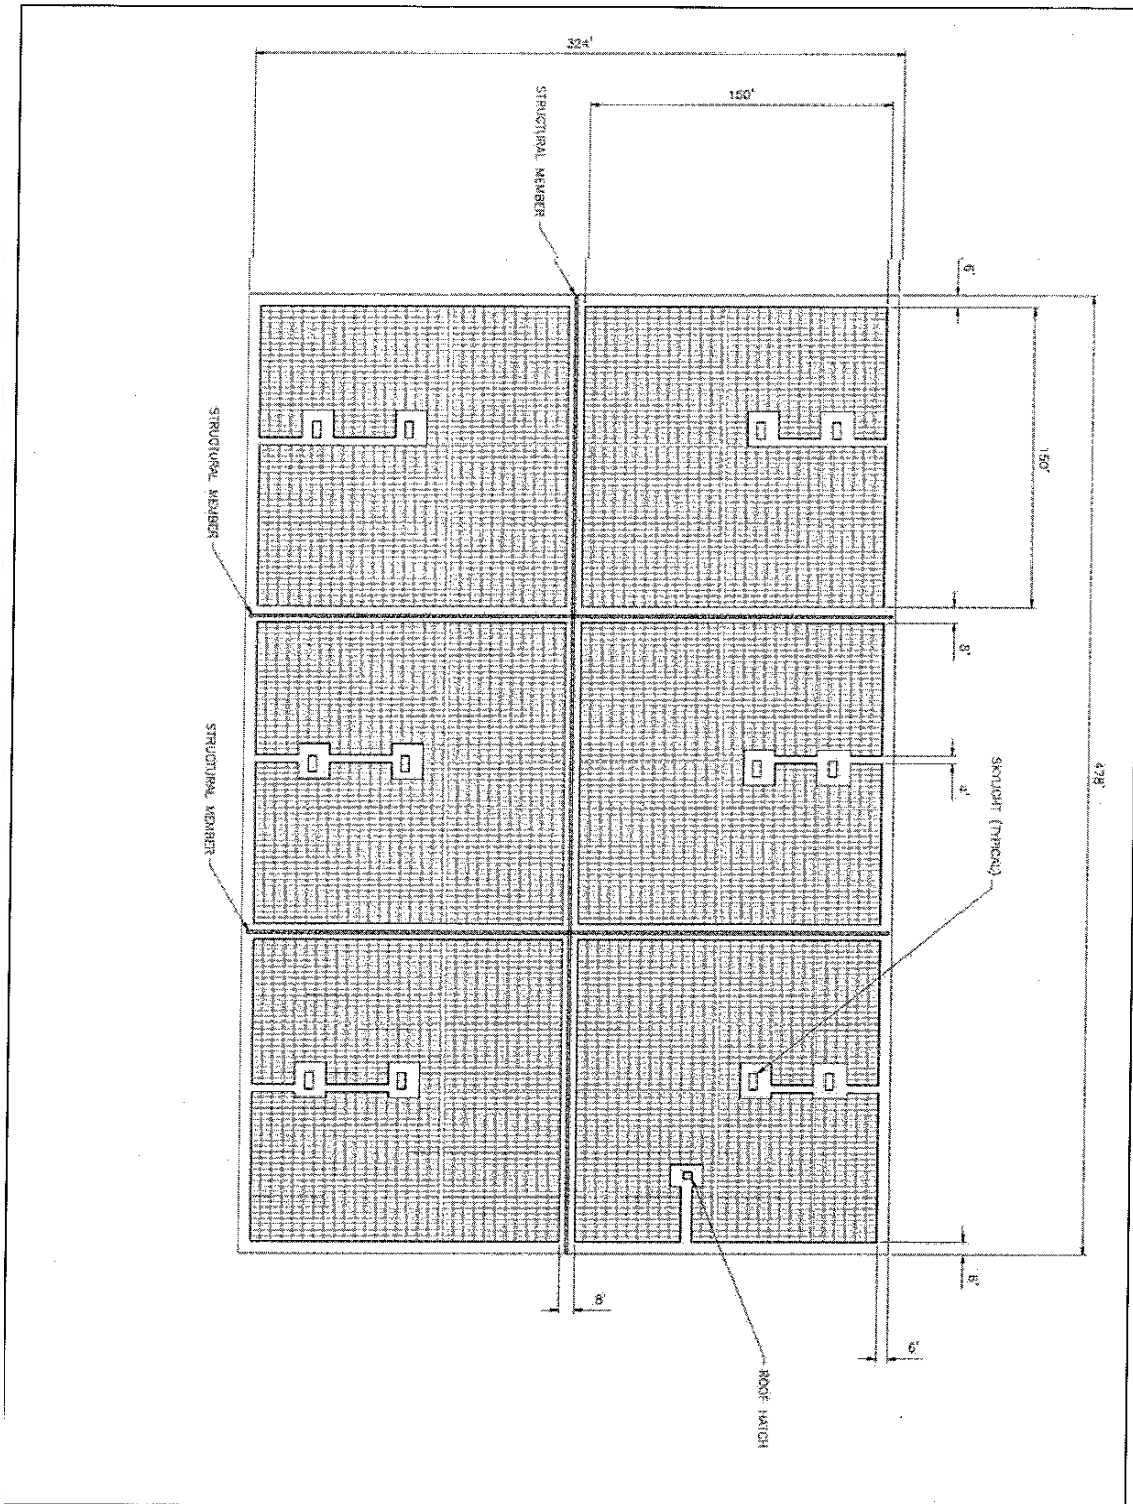 324'
150'
STRUCTURAL MEMBER
6'
150'
STRUCTURAL MEMBER
8'
478'
4'
SKYLIGHT (TYPICAL)
STRUCTURAL MEMBER
6'
8'
6'
ROOF HATCH